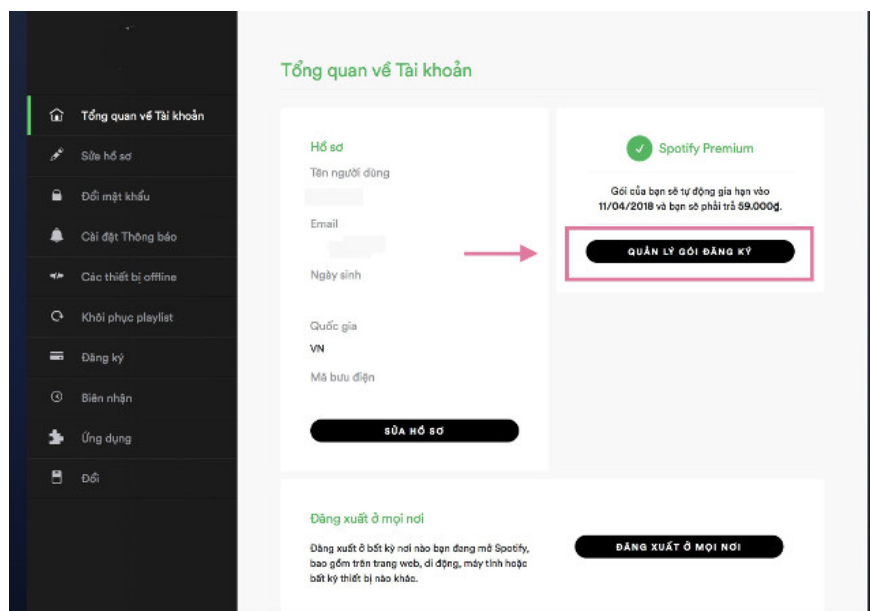 Tổng quan về Tài khoản
Sửa hồ sơ
Đổi mật khẩu
Cài đặt Thông báo
Các thiết bị offline
Khôi phục playlist
Đăng ký
Biên nhận
Ứng dụng
Đổi
Tổng quan về Tài khoản
Hồ sơ
Tên người dùng
Email
Ngày sinh
Quốc gia
VN
Mã bưu điện
SỬA HỒ SƠ
Spotify Premium
Gói của bạn sẽ tự động gia hạn vào
11/04/2018 và bạn sẽ phải trả 59.000₫.
QUẢN LÝ GÓI ĐĂNG KÝ
Đăng xuất ở mọi nơi
Đăng xuất ở bất kỳ nơi nào bạn đang mở Spotify,
bao gồm trên trang web, di động, máy tính hoặc
bất kỳ thiết bị nào khác.
ĐĂNG XUẤT Ở MỌI NƠI